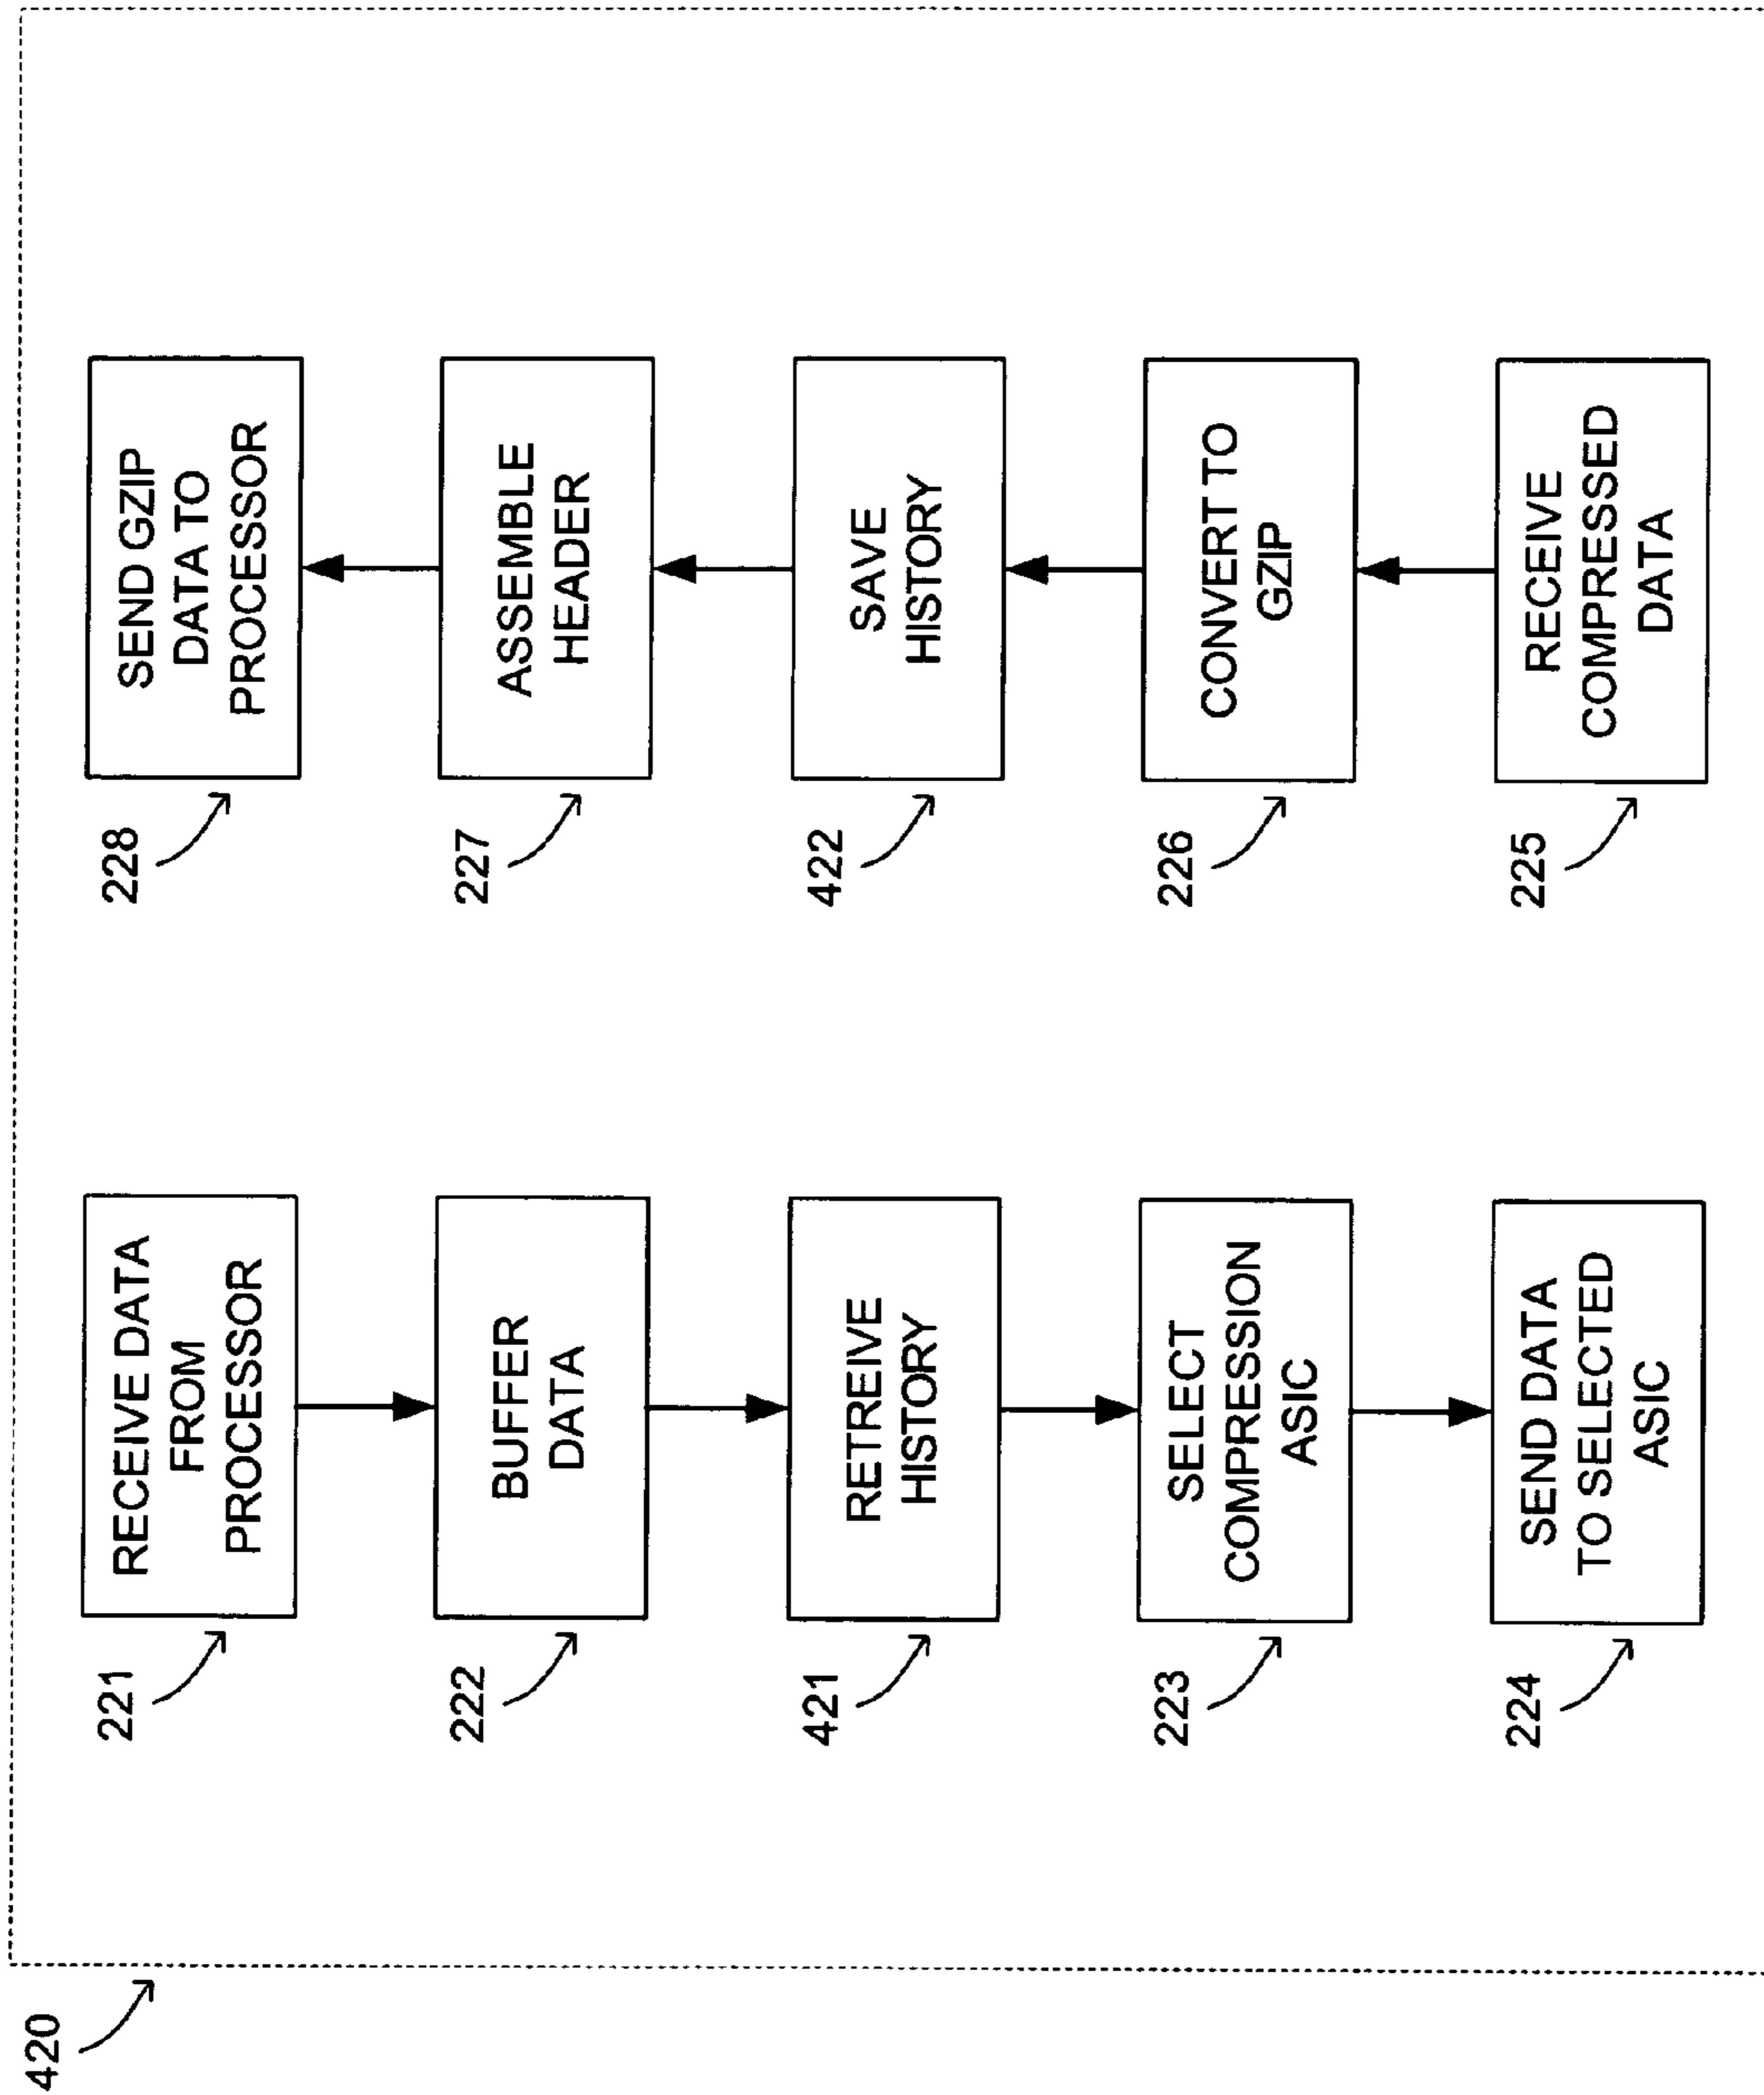 420
221
RECEIVE DATA
FROM
PROCESSOR
222
BUFFER
DATA
421
RETREIVE
HISTORY
223
SELECT
COMPRESSION
ASIC
224
SEND DATA
TO SELECTED
ASIC
228
SEND GZIP
DATA TO
PROCESSOR
227
ASSEMBLE
HEADER
422
SAVE
HISTORY
226
CONVERT TO
GZIP
225
RECEIVE
COMPRESSED
DATA